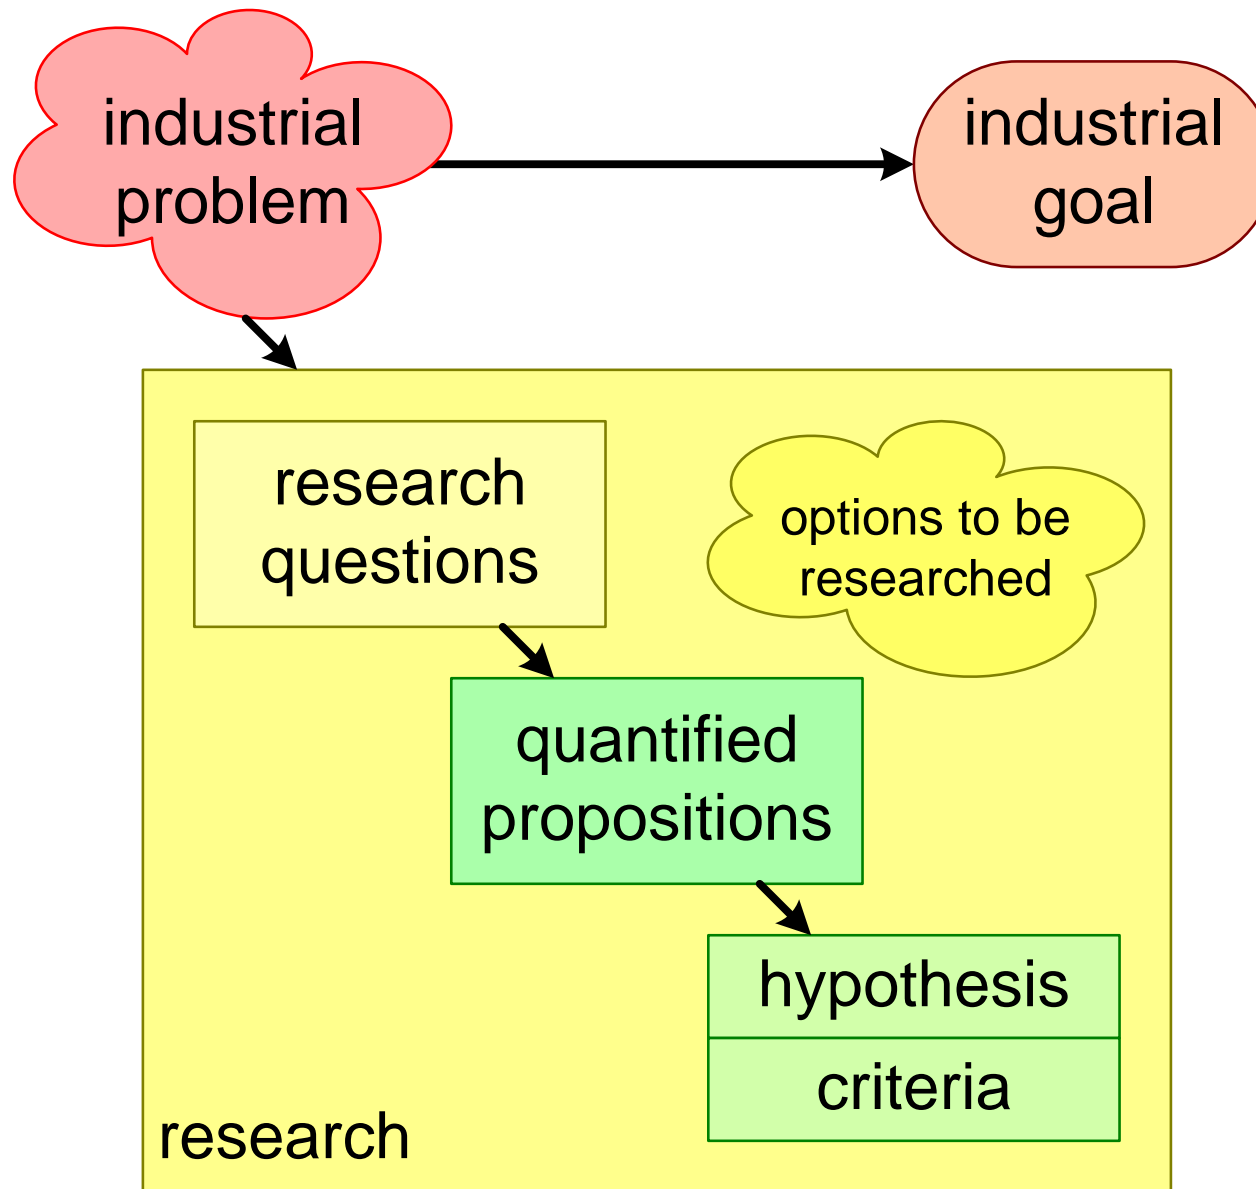 industrial
problem
industrial
goal
research
questions
options to be
researched
quantified
propositions
hypothesis
criteria
research